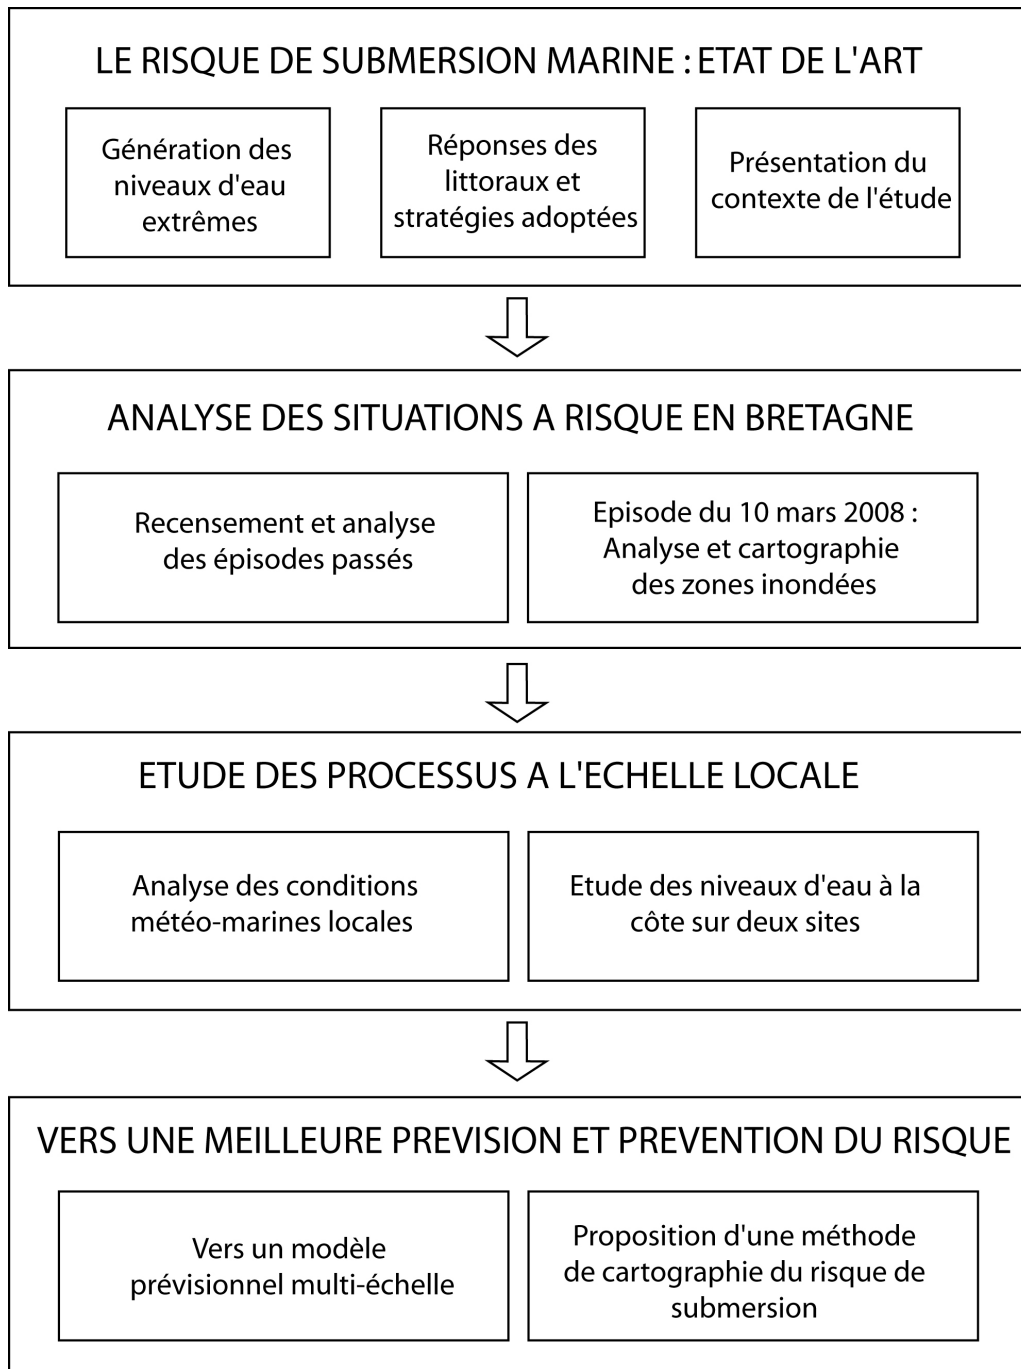 LE RISQUE DE SUBMERSION MARINE : ETAT DE L'ART
Génération des
niveaux d'eau
extrêmes
Réponses des
littoraux et
stratégies adoptées
Présentation du
contexte de l'étude
ANALYSE DES SITUATIONS A RISQUE EN BRETAGNE
Recensement et analyse
des épisodes passés
Episode du 10 mars 2008 :
Analyse et cartographie
des zones inondées
ETUDE DES PROCESSUS A L'ECHELLE LOCALE
Analyse des conditions
météo-marines locales
Etude des niveaux d'eau à la
côte sur deux sites
VERS UNE MEILLEURE PREVISION ET PREVENTION DU RISQUE
Vers un modèle
prévisionnel multi-échelle
Proposition d'une méthode
de cartographie du risque de
submersion